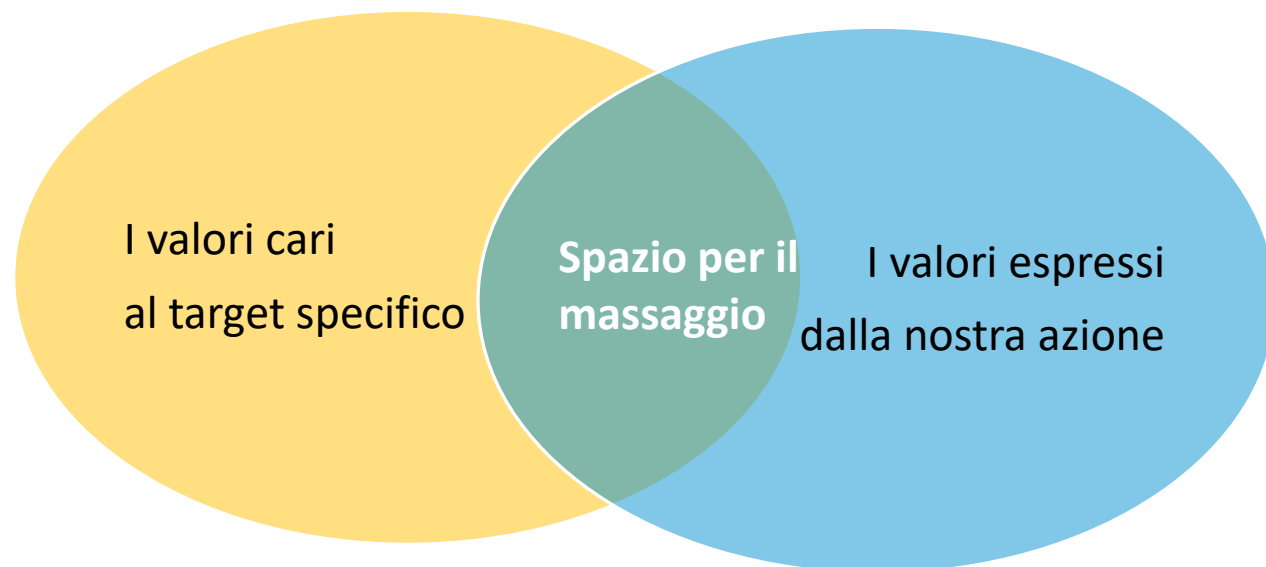 I valori cari
al target specifico
Spazio per il
massaggio
I valori espressi
dalla nostra azione